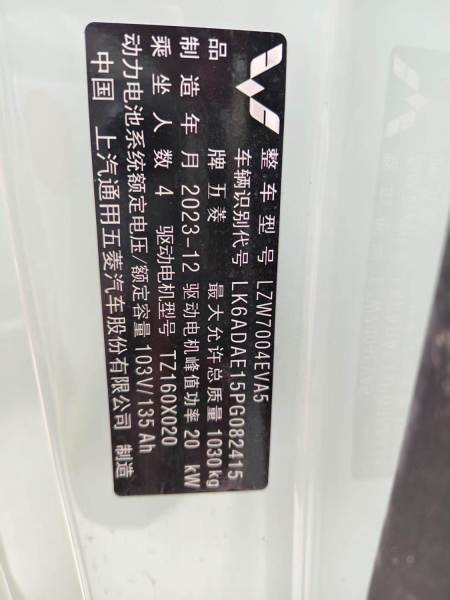 整车型号 LZW7004EVA5
车辆识别代号 LK6ADAE15PG082415
品牌 五菱 最大允许总质量 1030kg
制造年月 2023-12 驱动电机峰值功率 20 kW
乘坐人数 4 驱动电机型号 TZ160X020
动力电池系统额定电压/额定容量 103V/135Ah
中国 上汽通用五菱汽车股份有限公司 制造